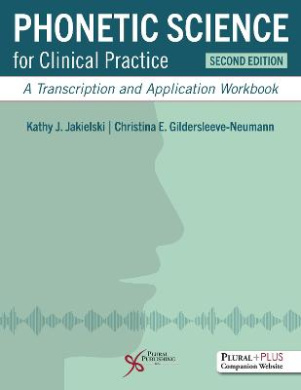 PHONETIC SCIENCE
for Clinical Practice SECOND EDITION
A Transcription and Application Workbook
Kathy J. Jakielski | Christina E. Gildersleeve-Neumann
PLURAL
PUBLISHING
PLURAL+PLUS
Companion Website